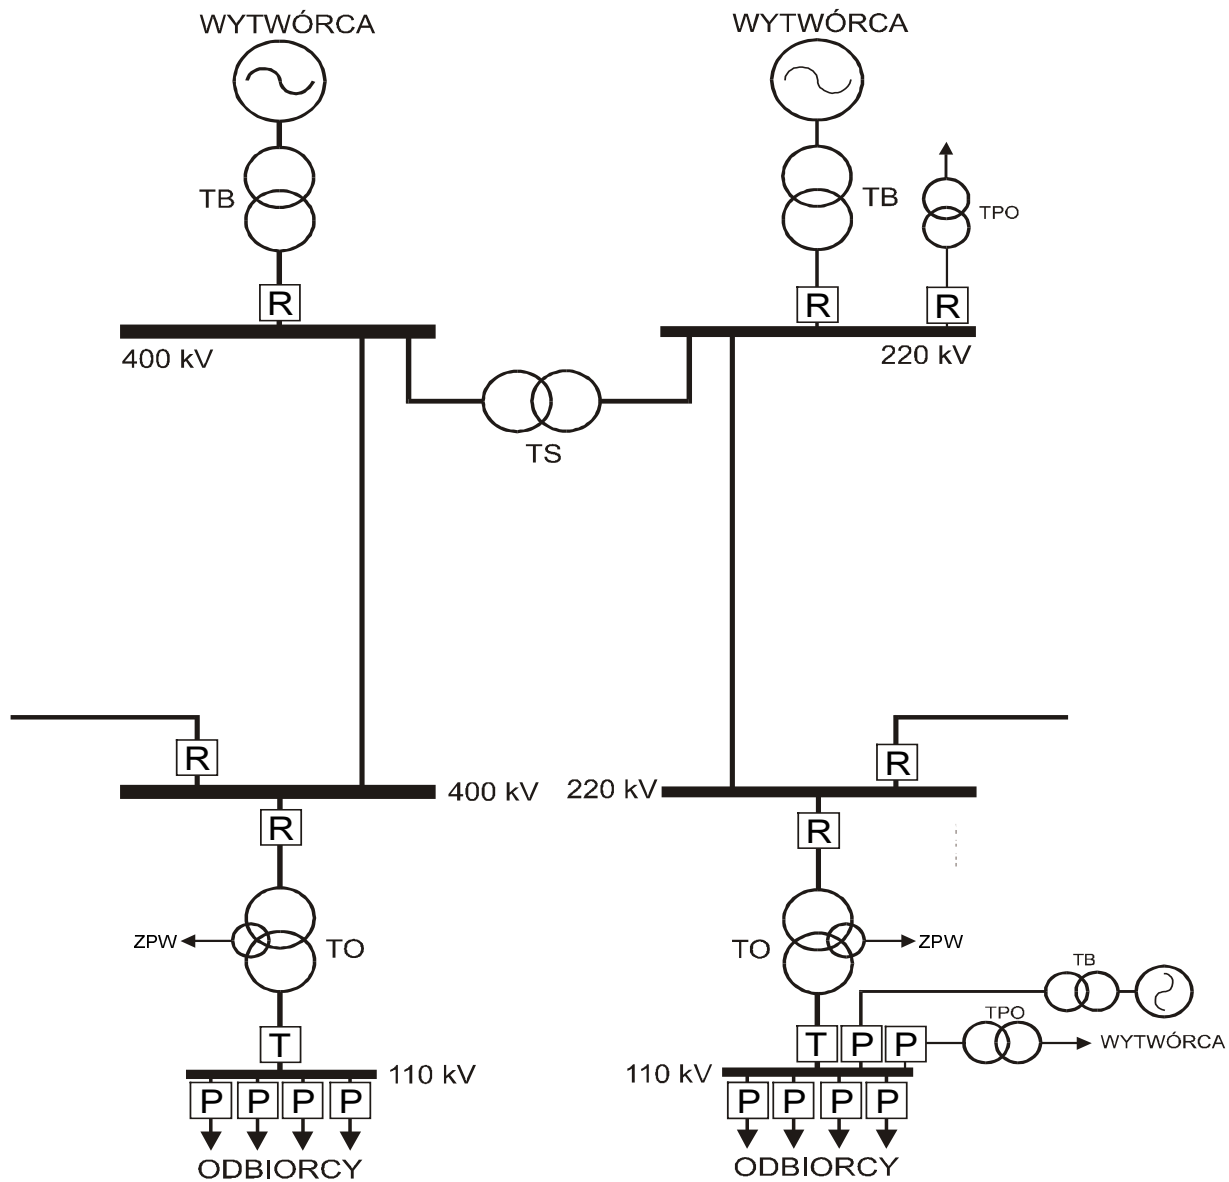 WYTWÓRCA
WYTWÓRCA
TB
TB
TPO
R
R
R
400 kV
220 kV
TS
R
R
400 kV
220 kV
R
R
ZPW
TO
TO
ZPW
TB
TPO
T
T
P
P
WYTWÓRCA
110 kV
110 kV
P
P
P
P
P
P
P
P
ODBIORCY
ODBIORCY